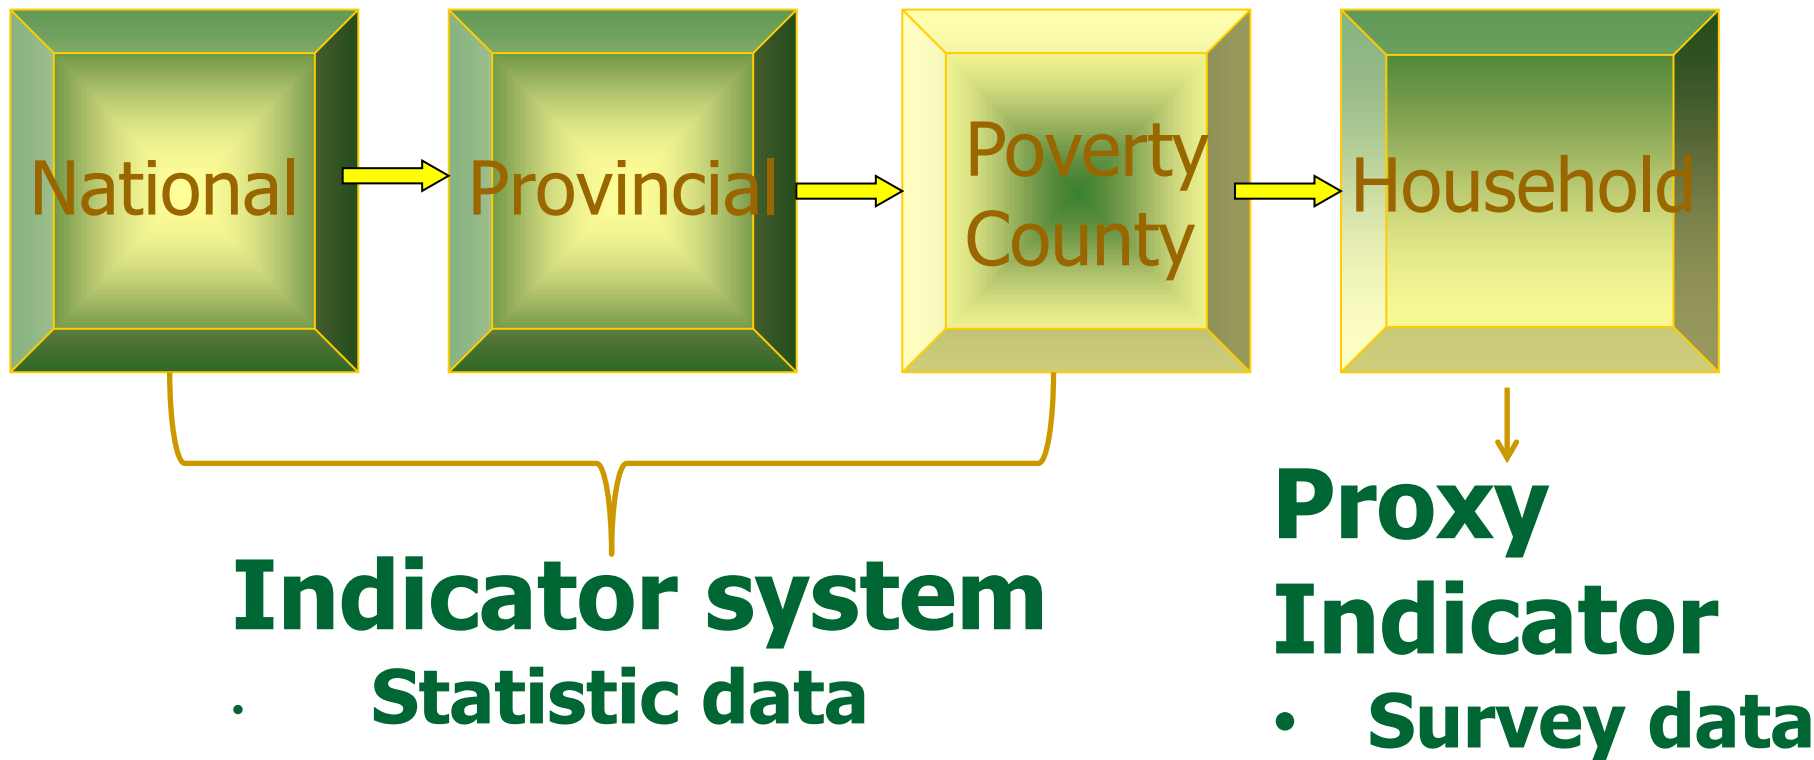 National
Provincial
Poverty
County
Household
Indicator system
• Statistic data
Proxy
Indicator
• Survey data